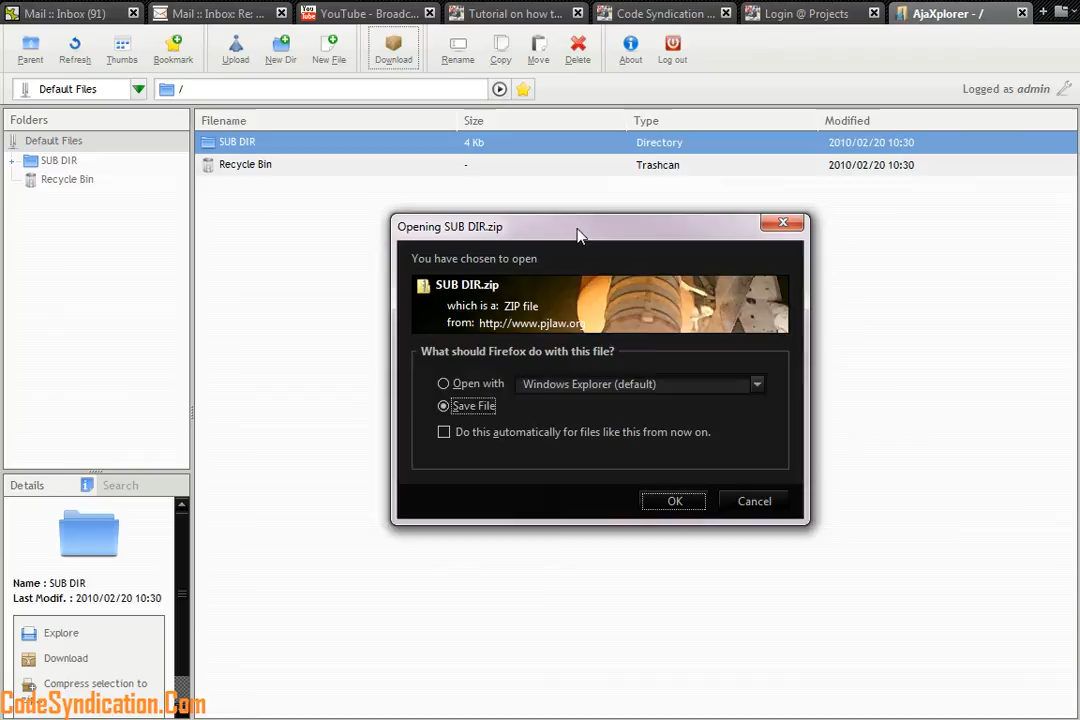 Mail :: Inbox (91)
Mail :: Inbox: Re: ...
YouTube - Broadc...
Tutorial on how t...
Code Syndication ...
Login @ Projects
AjaXplorer - /
Parent
Refresh
Thumbs
Bookmark
Upload
New Dir
New File
Download
Rename
Copy
Move
Delete
About
Log out
Default Files
/
Logged as admin
Folders
Default Files
SUB DIR
Recycle Bin
Filename Size Type Modified
SUB DIR 4 Kb Directory 2010/02/20 10:30
Recycle Bin - Trashcan 2010/02/20 10:30
Opening SUB DIR.zip
You have chosen to open
SUB DIR.zip
which is a: ZIP file
from: http://www.pjlaw.org
What should Firefox do with this file?
Open with Windows Explorer (default)
Save File
Do this automatically for files like this from now on.
OK Cancel
Details Search
Name : SUB DIR
Last Modif. : 2010/02/20 10:30
Explore
Download
Compress selection to
CodeSyndication.Com